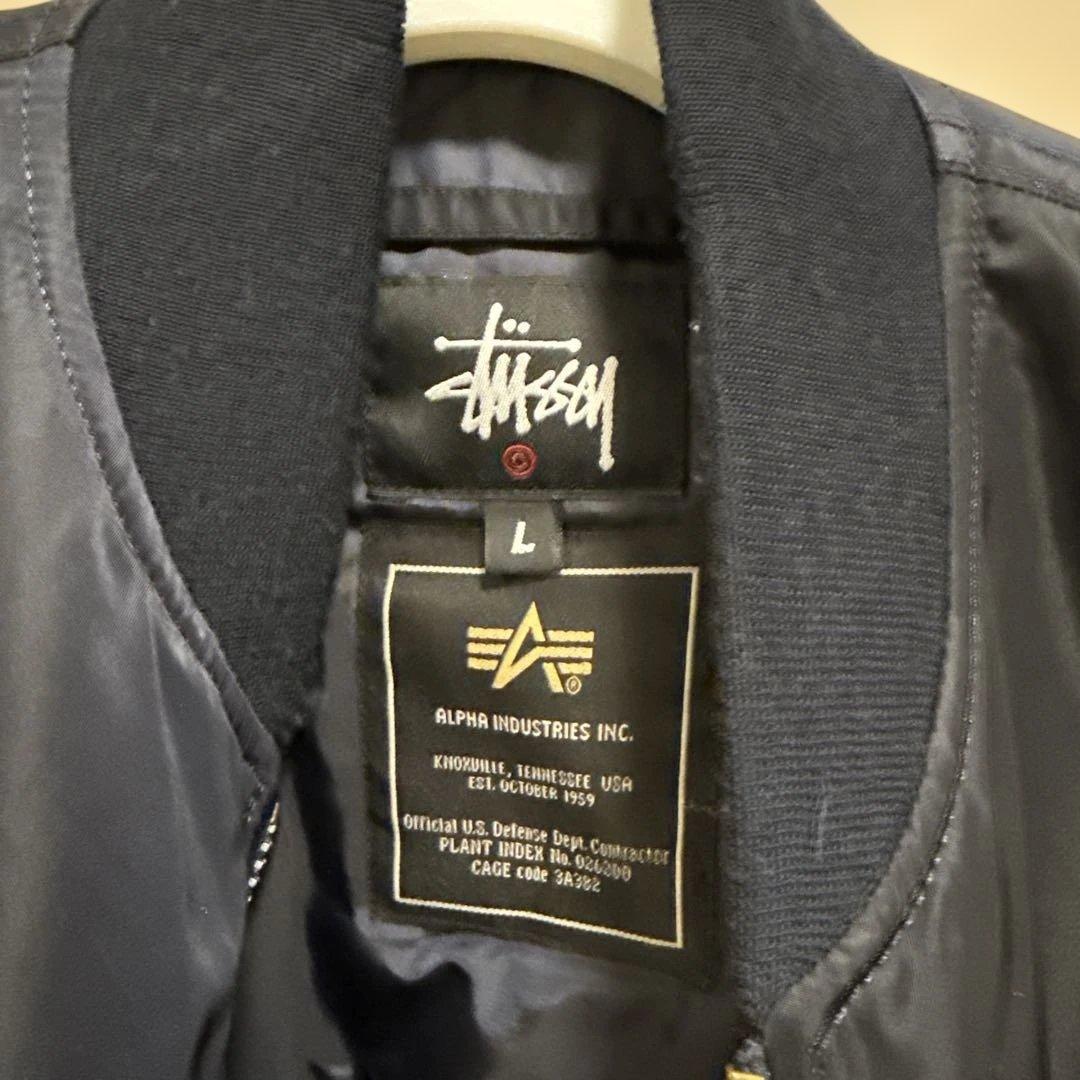 Stüssy
L
ALPHA INDUSTRIES INC.
KNOXVILLE, TENNESSEE USA
EST. OCTOBER 1959
Official U.S. Defense Dept. Contractor
PLANT INDEX No. 026200
CAGE code 3A382